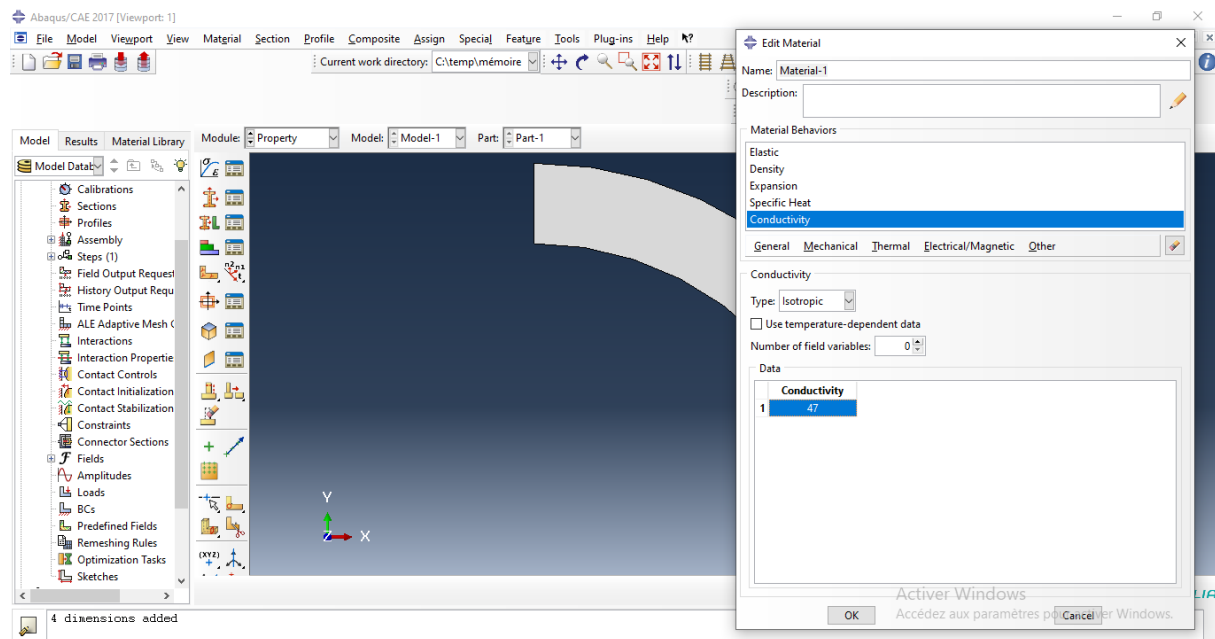 Abaqus/CAE 2017 [Viewport: 1]
File Model Viewport View Material Section Profile Composite Assign Special Feature Tools Plug-ins Help
Current work directory: C:\temp\mémoire
Model Results Material Library
Module: Property Model: Model-1 Part: Part-1
Model Datab
Calibrations
Sections
Profiles
Assembly
Steps (1)
Field Output Request
History Output Requ
Time Points
ALE Adaptive Mesh C
Interactions
Interaction Propertie
Contact Controls
Contact Initialization
Contact Stabilization
Constraints
Connector Sections
Fields
Amplitudes
Loads
BCs
Predefined Fields
Remeshing Rules
Optimization Tasks
Sketches
(XYZ)
Y
Z
X
4 dimensions added
Edit Material
Name: Material-1
Description:
Material Behaviors
Elastic
Density
Expansion
Specific Heat
Conductivity
General Mechanical Thermal Electrical/Magnetic Other
Conductivity
Type: Isotropic
Use temperature-dependent data
Number of field variables: 0
Data
Conductivity
1 47
OK Cancel
Activer Windows
Accédez aux paramètres activer Windows.